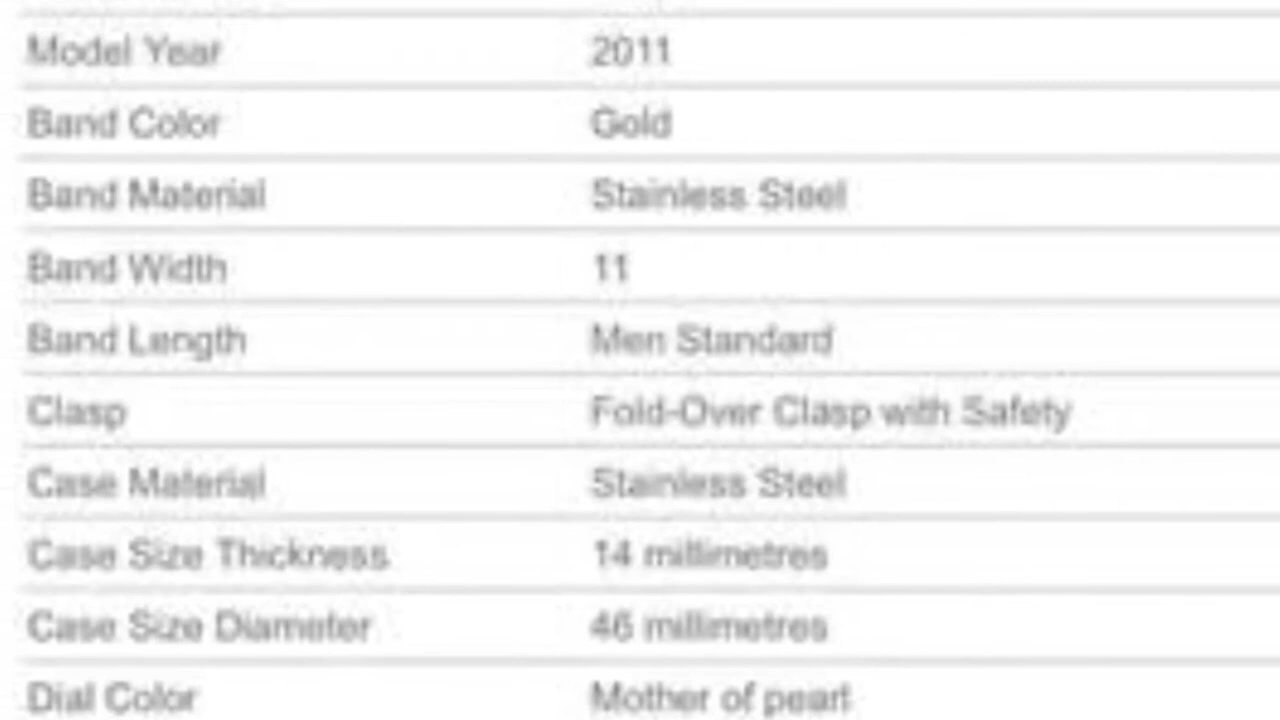 Model Year 2011
Band Color Gold
Band Material Stainless Steel
Band Width 11
Band Length Men Standard
Clasp Fold-Over Clasp with Safety
Case Material Stainless Steel
Case Size Thickness 14 millimetres
Case Size Diameter 46 millimetres
Dial Color Mother of pearl